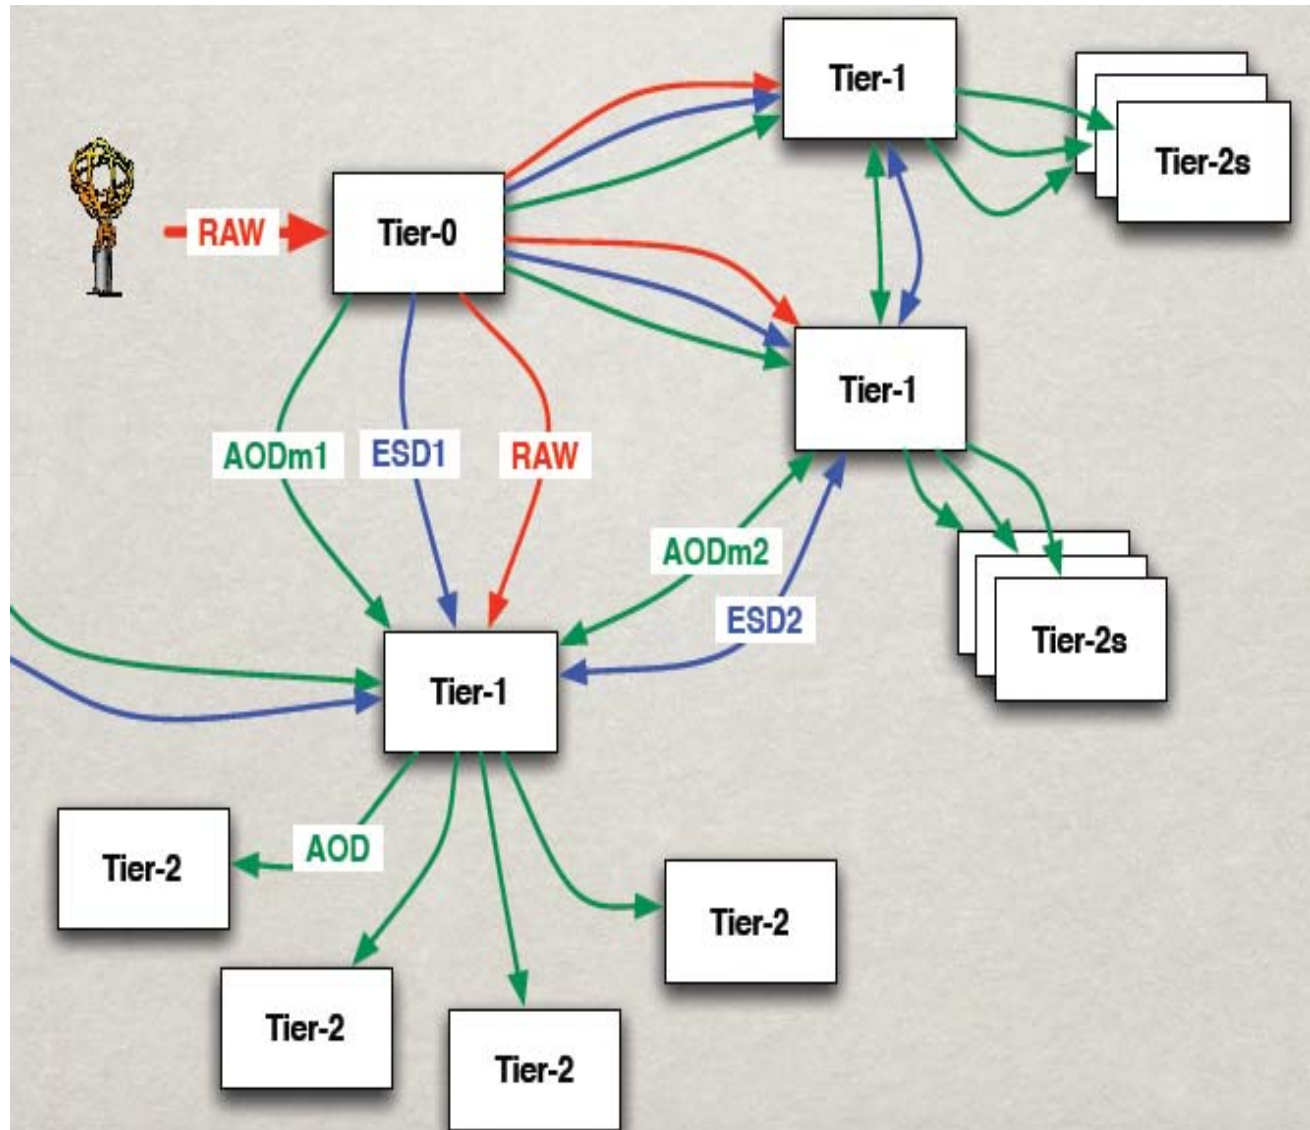 Tier-1
Tier-2s
RAW
Tier-0
Tier-1
AODm1
ESD1
RAW
AODm2
ESD2
Tier-2s
Tier-1
AOD
Tier-2
Tier-2
Tier-2
Tier-2